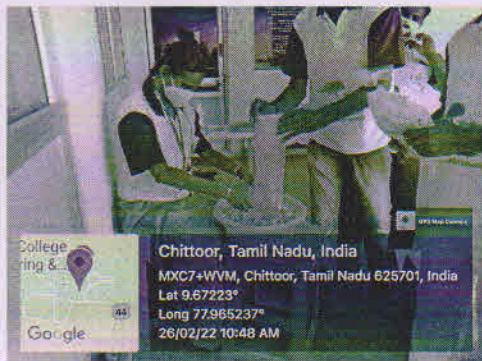 GPS Map Camera
College
ring &...
44
Google
Chittoor, Tamil Nadu, India
MXC7+WVM, Chittoor, Tamil Nadu 625701, India
Lat 9.67223°
Long 77.965237°
26/02/22 10:48 AM